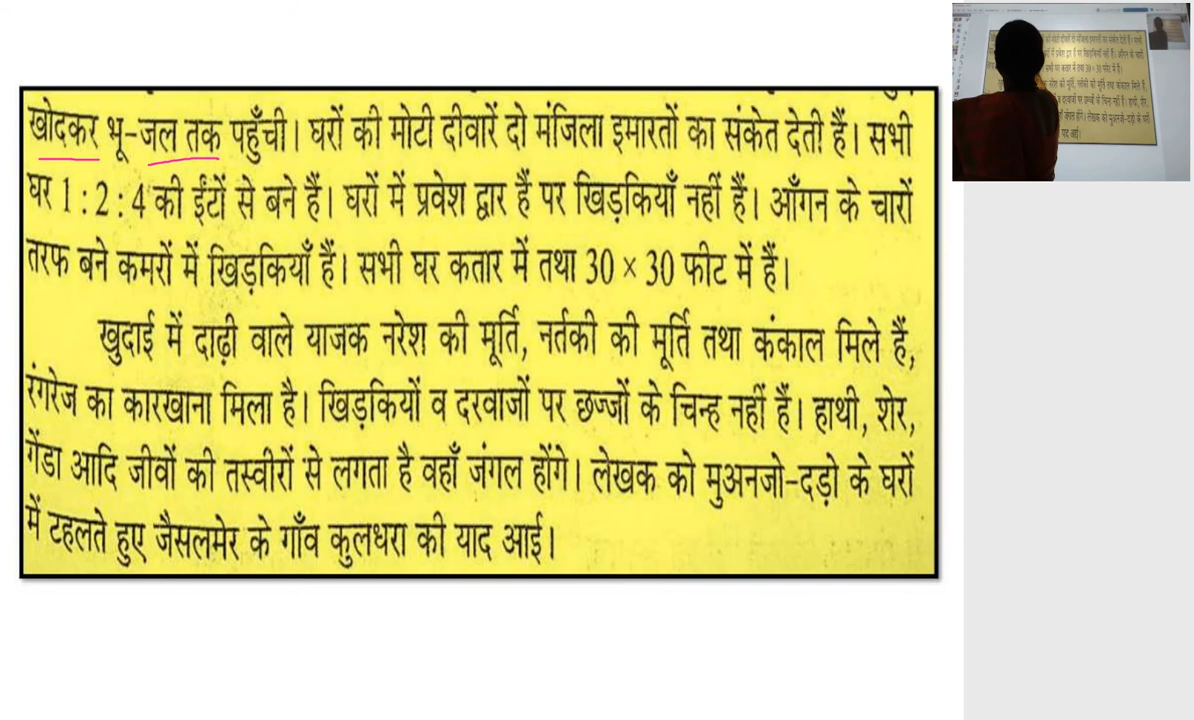 खोदकर भू-जल तक पहुँची। घरों की मोटी दीवारें दो मंजिला इमारतों का संकेत देती हैं। सभी
घर 1 : 2 : 4 की ईंटों से बने हैं। घरों में प्रवेश द्वार हैं पर खिड़कियाँ नहीं हैं। आँगन के चारों
तरफ बने कमरों में खिड़कियाँ हैं। सभी घर कतार में तथा 30 × 30 फीट में हैं।
खुदाई में दाढ़ी वाले याजक नरेश की मूर्ति, नर्तकी की मूर्ति तथा कंकाल मिले हैं,
रंगरेज का कारखाना मिला है। खिड़कियों व दरवाजों पर छज्जों के चिन्ह नहीं हैं। हाथी, शेर,
गेंडा आदि जीवों की तस्वीरों से लगता है वहाँ जंगल होंगे। लेखक को मुअनजो-दड़ो के घरों
में टहलते हुए जैसलमेर के गाँव कुलधरा की याद आई।